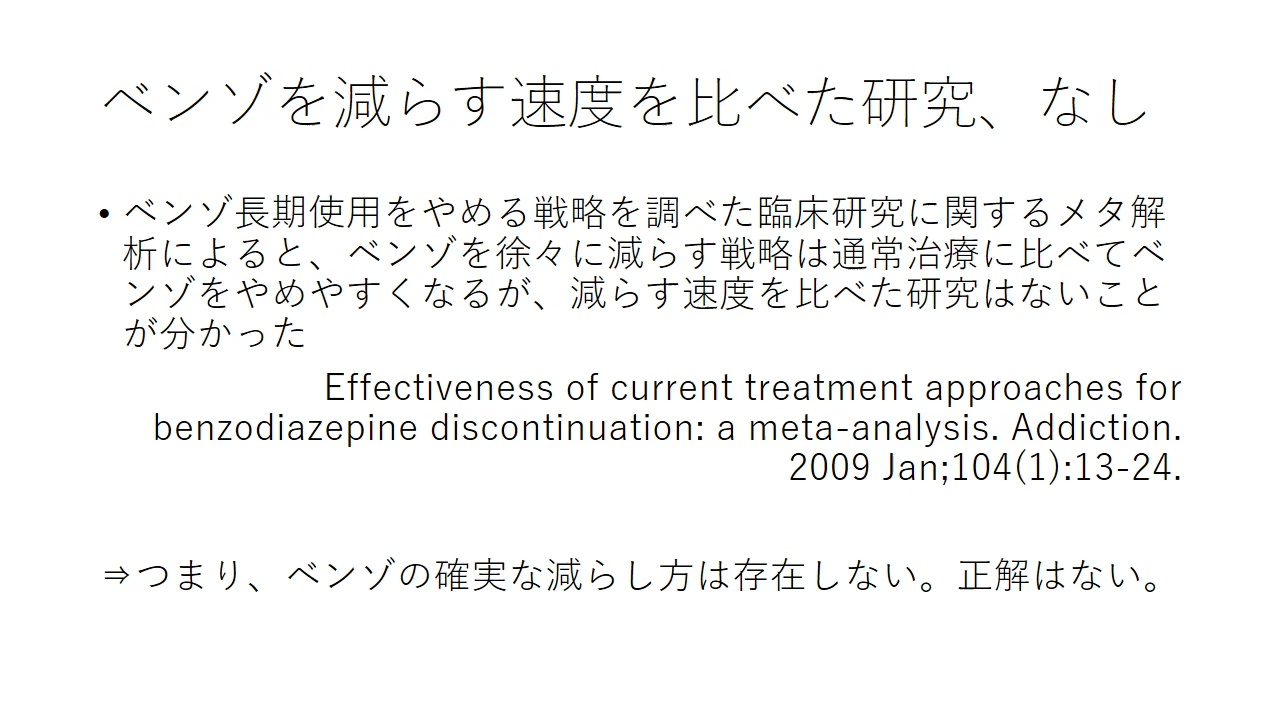 ベンゾを減らす速度を比べた研究、なし
• ベンゾ長期使用をやめる戦略を調べた臨床研究に関するメタ解
析によると、ベンゾを徐々に減らす戦略は通常治療に比べてベ
ンゾをやめやすくなるが、減らす速度を比べた研究はないこと
が分かった
Effectiveness of current treatment approaches for
benzodiazepine discontinuation: a meta-analysis. Addiction.
2009 Jan;104(1):13-24.
⇒つまり、ベンゾの確実な減らし方は存在しない。正解はない。